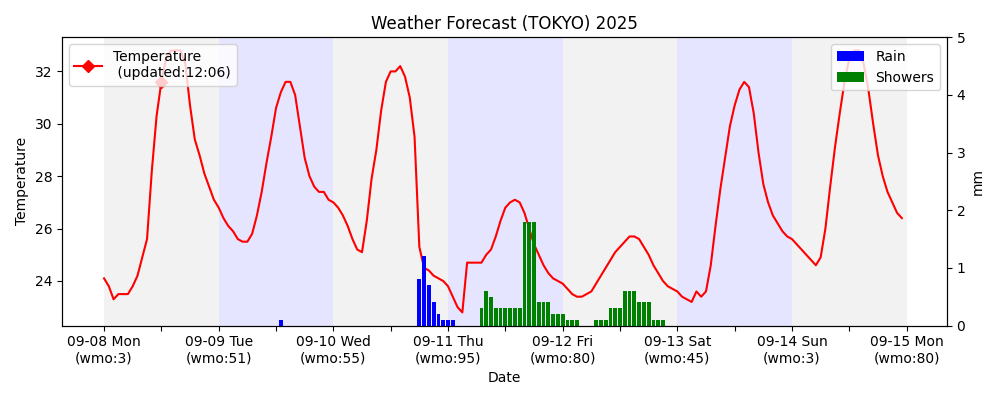 Weather Forecast (TOKYO) 2025
Temperature
(updated:12:06)
Rain
Showers
Temperature
32
30
28
26
24
5
4
3
2
1
0
mm
09-08 Mon
(wmo:3)
09-09 Tue
(wmo:51)
09-10 Wed
(wmo:55)
09-11 Thu
(wmo:95)
09-12 Fri
(wmo:80)
09-13 Sat
(wmo:45)
09-14 Sun
(wmo:3)
09-15 Mon
(wmo:80)
Date